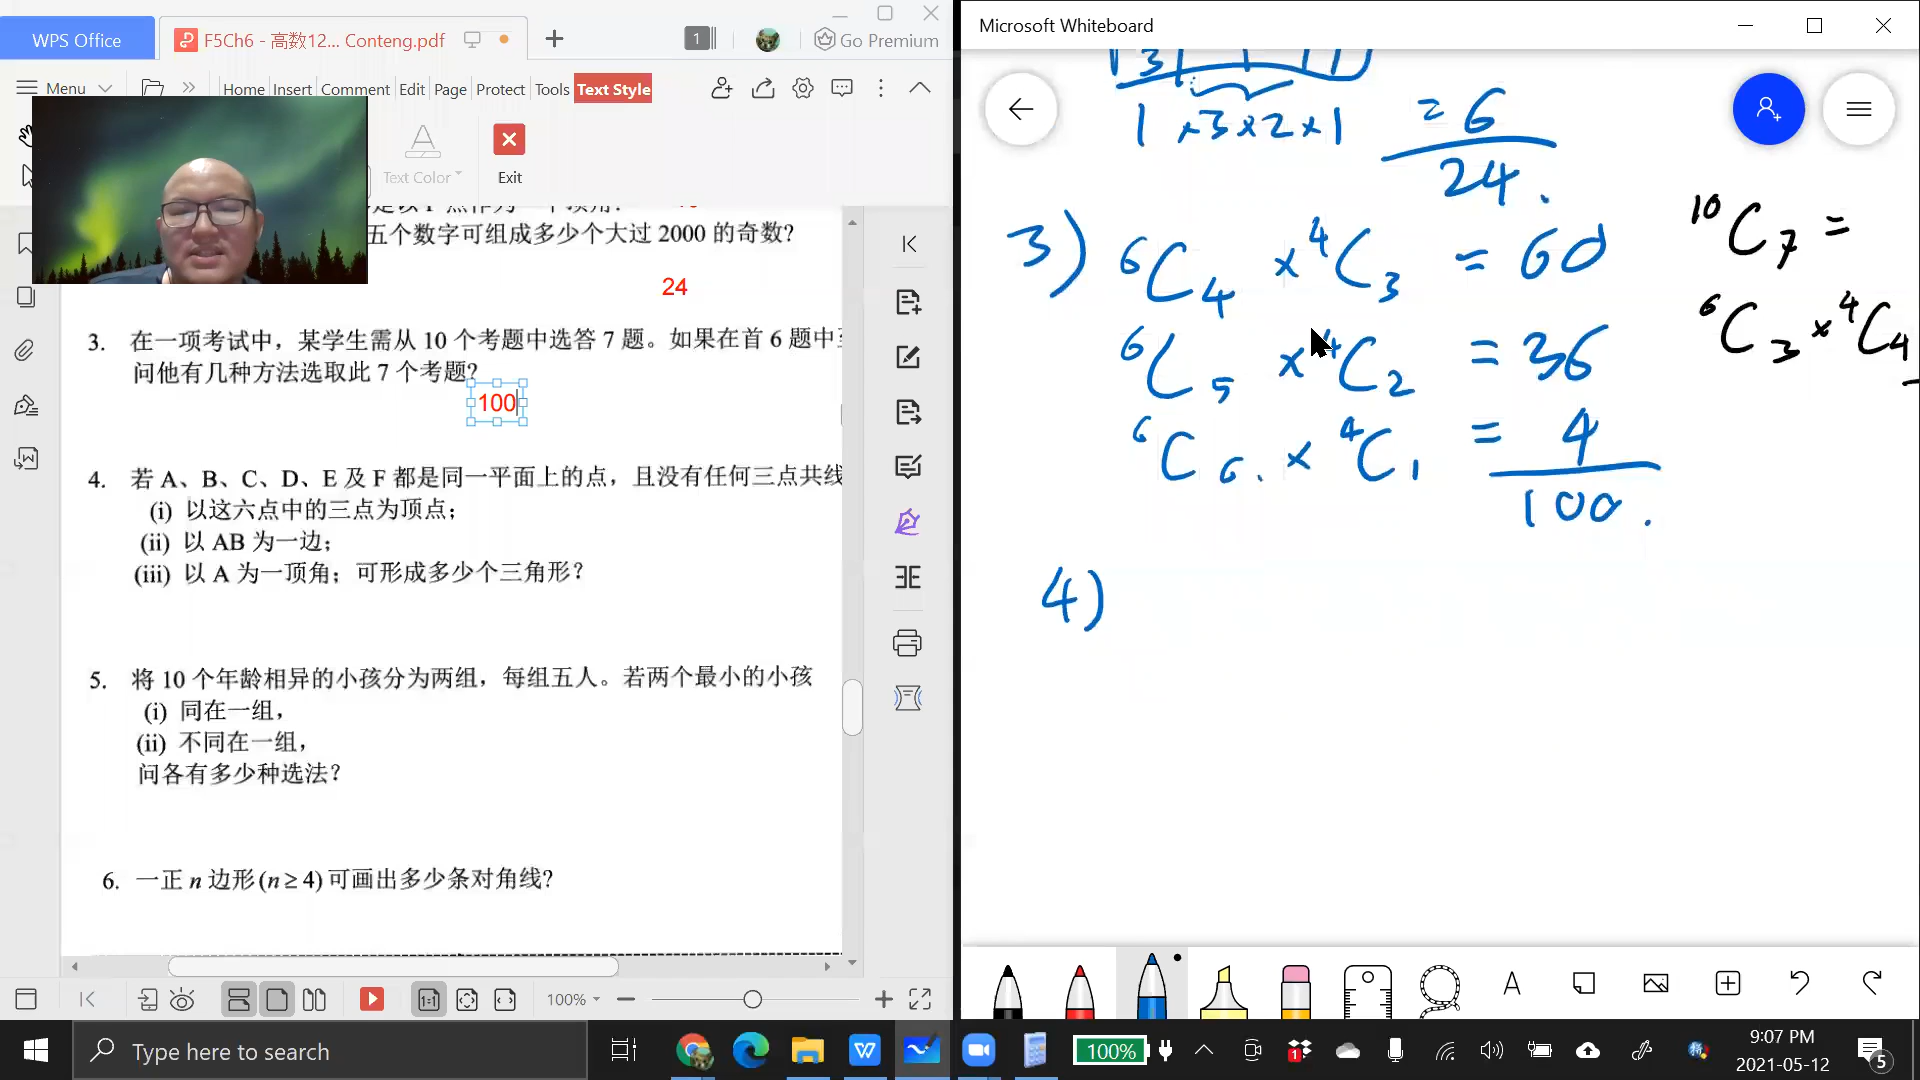 WPS Office
F5Ch6 - 高数12... Conteng.pdf
1
Go Premium
Menu
Home Insert Comment Edit Page Protect Tools Text Style
Text Color
Exit
五个数字可组成多少个大过 2000 的奇数?
24
3. 在一项考试中，某学生需从 10 个考题中选答 7 题。如果在首 6 题中
问他有几种方法选取此 7 个考题?
100
4. 若 A、B、C、D、E 及 F 都是同一平面上的点，且没有任何三点共线
(i) 以这六点中的三点为顶点；
(ii) 以 AB 为一边；
(iii) 以 A 为一顶角；可形成多少个三角形？
5. 将 10 个年龄相异的小孩分为两组，每组五人。若两个最小的小孩
(i) 同在一组，
(ii) 不同在一组，
问各有多少种选法?
6. 一正 n 边形 (n ≥ 4) 可画出多少条对角线?
1:1
100%
Microsoft Whiteboard
3
1 x 3 x 2 x 1 = 6
24.
3) ⁶C₄ x ⁴C₃ = 60
⁶C₅ x ⁴C₂ = 36
⁶C₆. x ⁴C₁ = 4
100.
¹⁰C₇ =
⁶C₃ x ⁴C₄
4)
A
Type here to search
100%
1
9:07 PM
2021-05-12
5